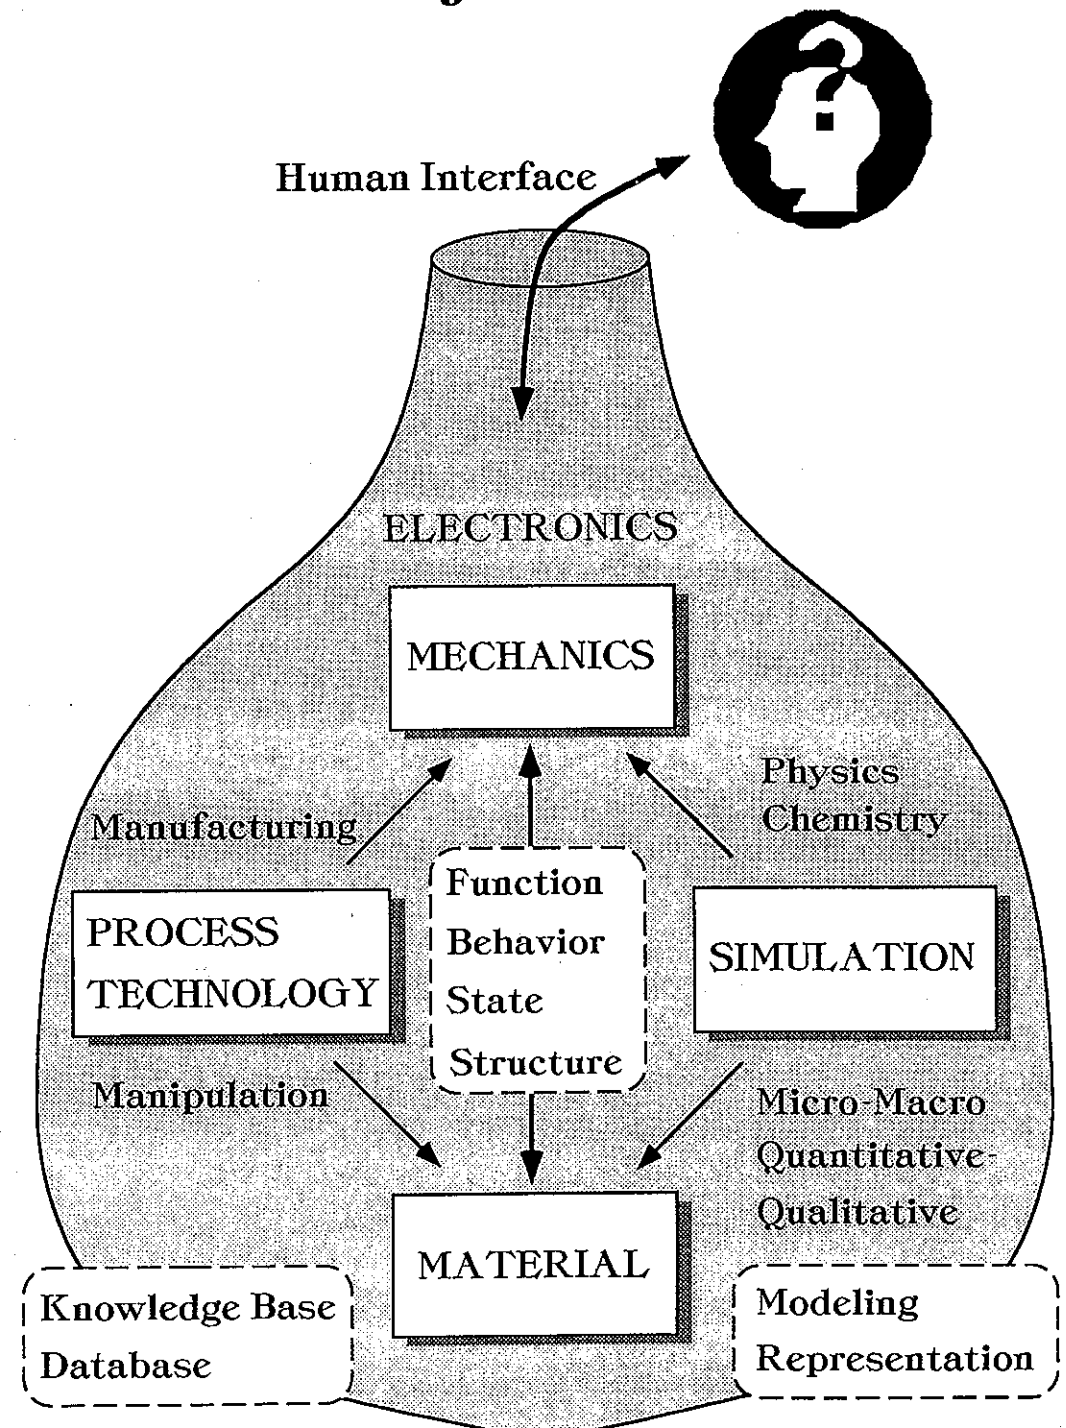 Human Interface
ELECTRONICS
MECHANICS
Physics
Chemistry
Manufacturing
Function
Behavior
State
Structure
PROCESS
TECHNOLOGY
SIMULATION
Manipulation
Micro-Macro
Quantitative-
Qualitative
MATERIAL
Knowledge Base
Database
Modeling
Representation
?